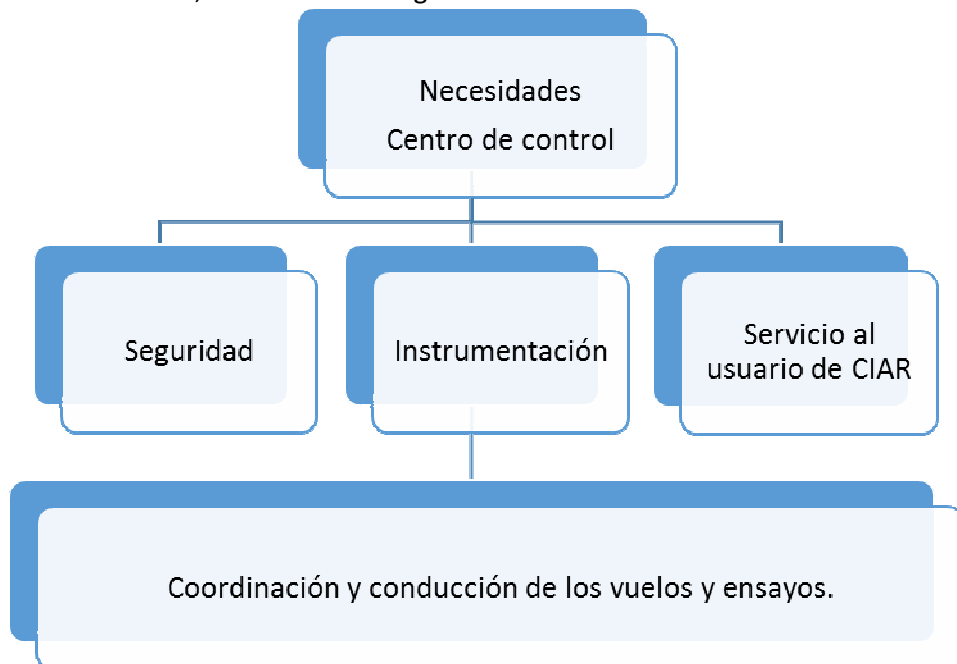 Necesidades
Centro de control
Seguridad
Instrumentación
Servicio al
usuario de CIAR
Coordinación y conducción de los vuelos y ensayos.